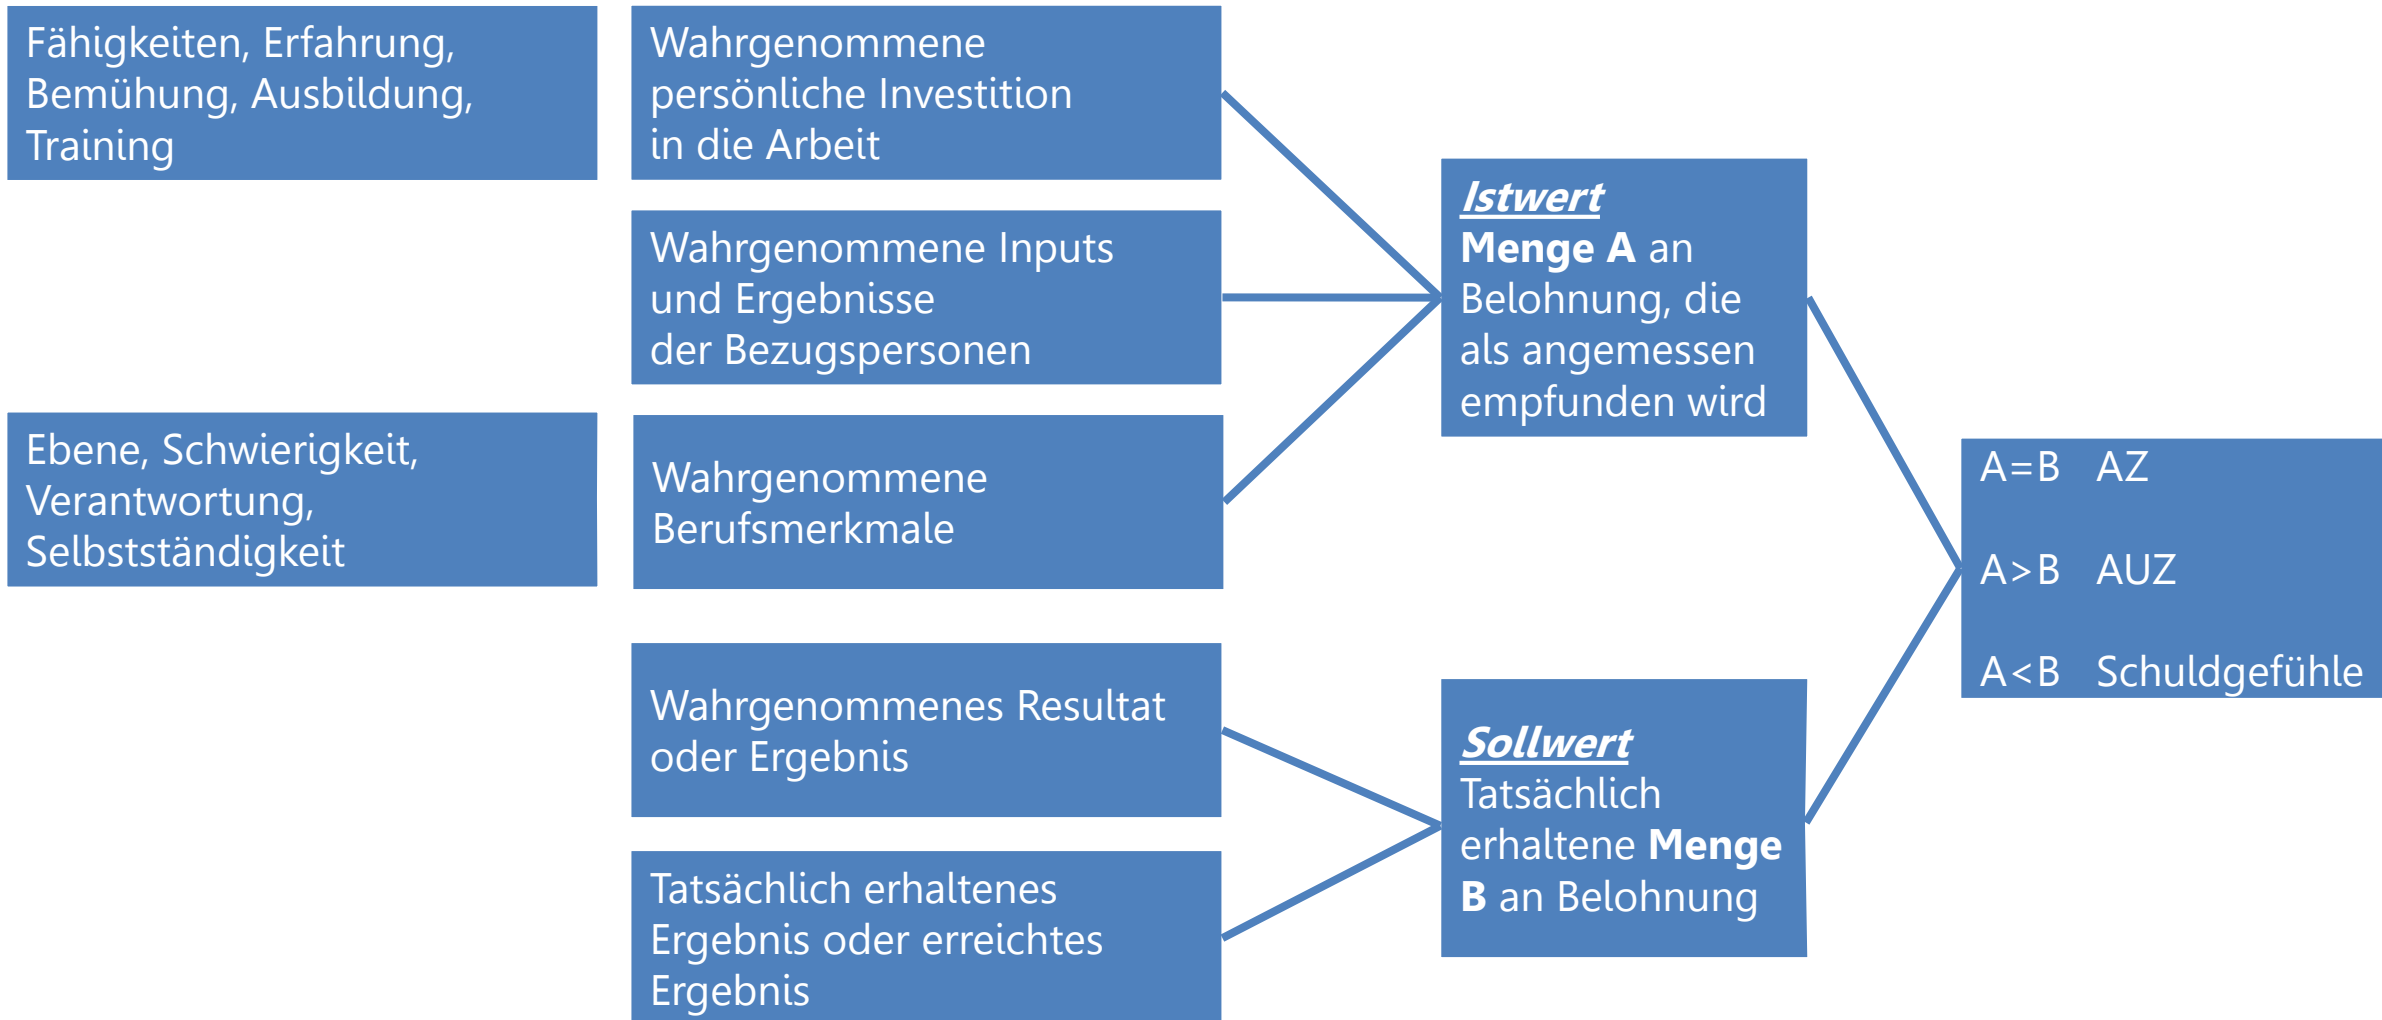 Fähigkeiten, Erfahrung,
Bemühung, Ausbildung,
Training
Wahrgenommene
persönliche Investition
in die Arbeit
Wahrgenommene Inputs
und Ergebnisse
der Bezugspersonen
Ebene, Schwierigkeit,
Verantwortung,
Selbstständigkeit
Wahrgenommene
Berufsmerkmale
Wahrgenommenes Resultat
oder Ergebnis
Tatsächlich erhaltenes
Ergebnis oder erreichtes
Ergebnis
Istwert
Menge A an
Belohnung, die
als angemessen
empfunden wird
Sollwert
Tatsächlich
erhaltene Menge
B an Belohnung
A=B AZ
A>B AUZ
A<B Schuldgefühle